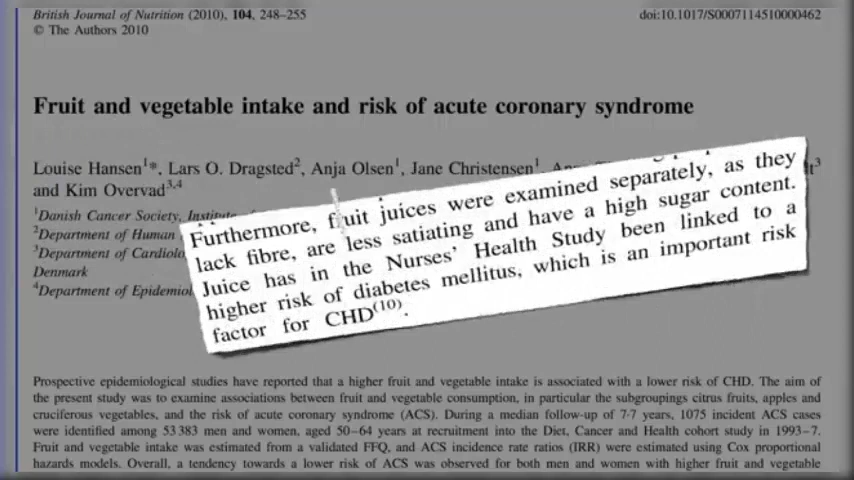 British Journal of Nutrition (2010), 104, 248–255
doi:10.1017/S0007114510000462
© The Authors 2010
Fruit and vegetable intake and risk of acute coronary syndrome
Louise Hansen1*, Lars O. Dragsted2, Anja Olsen1, Jane Christensen1,
and Kim Overvad3,4
1Danish Cancer Society, Institute
2Department of Human
3Department of Cardiolo
Denmark
4Department of Epidemiol
Furthermore, fruit juices were examined separately, as they
lack fibre, are less satiating and have a high sugar content.
Juice has in the Nurses' Health Study been linked to a
higher risk of diabetes mellitus, which is an important risk
factor for CHD(10).
Prospective epidemiological studies have reported that a higher fruit and vegetable intake is associated with a lower risk of CHD. The aim of
the present study was to examine associations between fruit and vegetable consumption, in particular the subgroupings citrus fruits, apples and
cruciferous vegetables, and the risk of acute coronary syndrome (ACS). During a median follow-up of 7·7 years, 1075 incident ACS cases
were identified among 53 383 men and women, aged 50–64 years at recruitment into the Diet, Cancer and Health cohort study in 1993–7.
Fruit and vegetable intake was estimated from a validated FFQ, and ACS incidence rate ratios (IRR) were estimated using Cox proportional
hazards models. Overall, a tendency towards a lower risk of ACS was observed for both men and women with higher fruit and vegetable